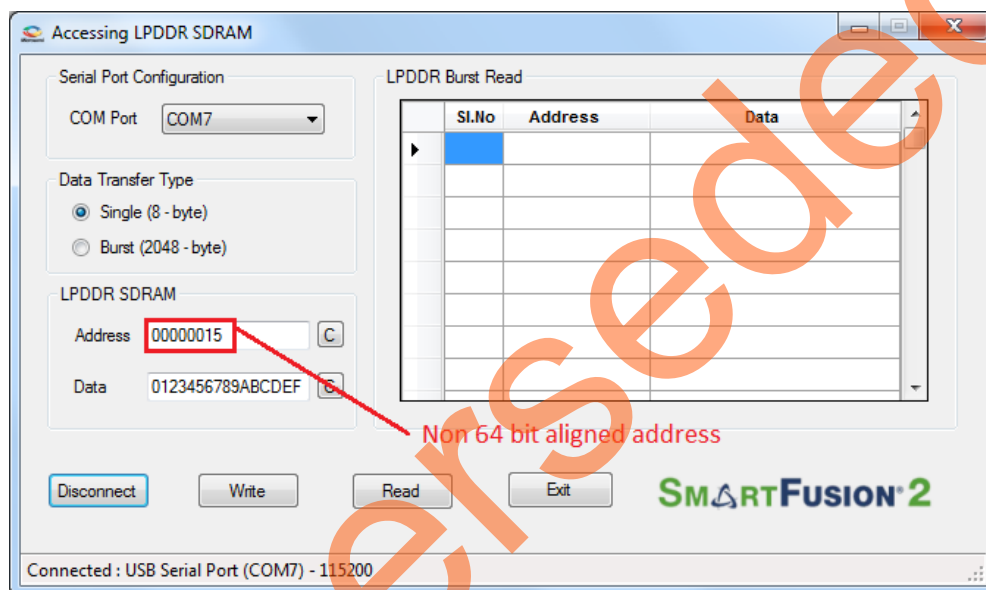 Accessing LPDDR SDRAM
Serial Port Configuration
COM Port COM7
Data Transfer Type
Single (8 - byte)
Burst (2048 - byte)
LPDDR SDRAM
Address 00000015 C
Data 0123456789ABCDEF C
LPDDR Burst Read
Sl.No Address Data
Non 64 bit aligned address
Disconnect Write Read Exit SMARTFUSION®2
Connected : USB Serial Port (COM7) - 115200
ersede